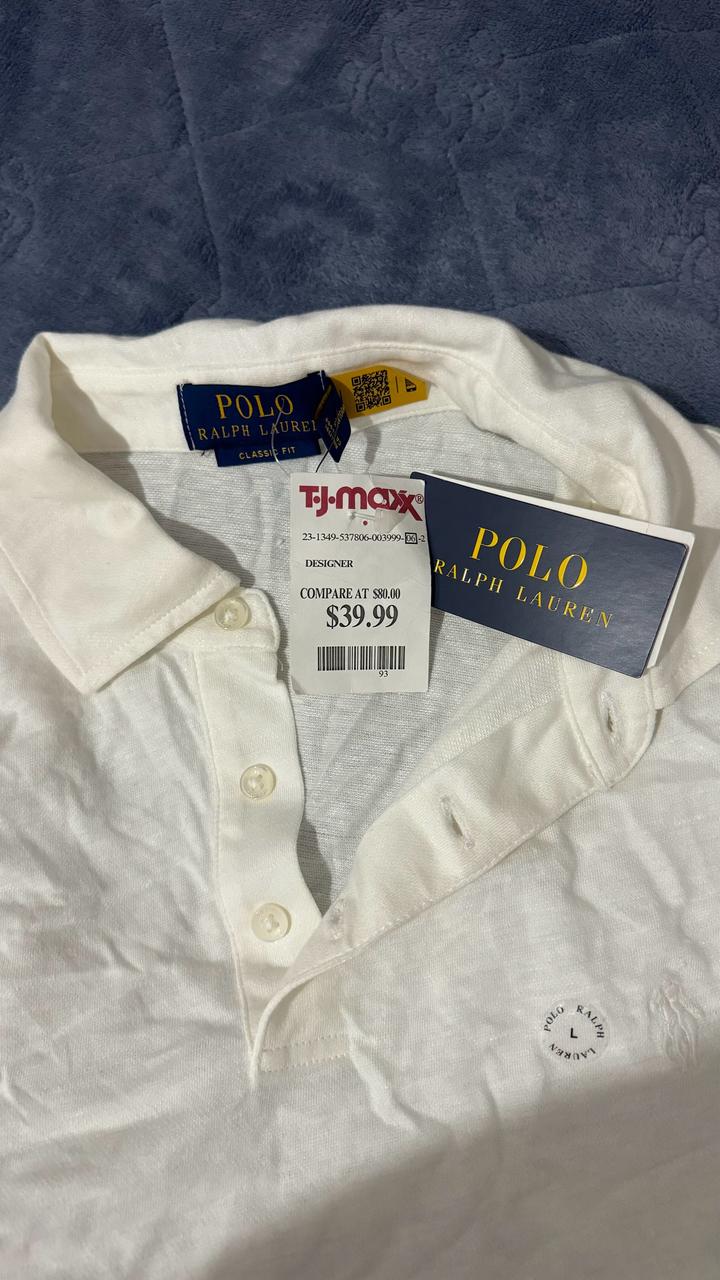 POLO
RALPH LAUREN
CLASSIC FIT
T·J·maxx®
23-1349-537806-003999-06-2
DESIGNER
COMPARE AT $80.00
$39.99
93
POLO
RALPH LAUREN
POLO RALPH LAUREN
L